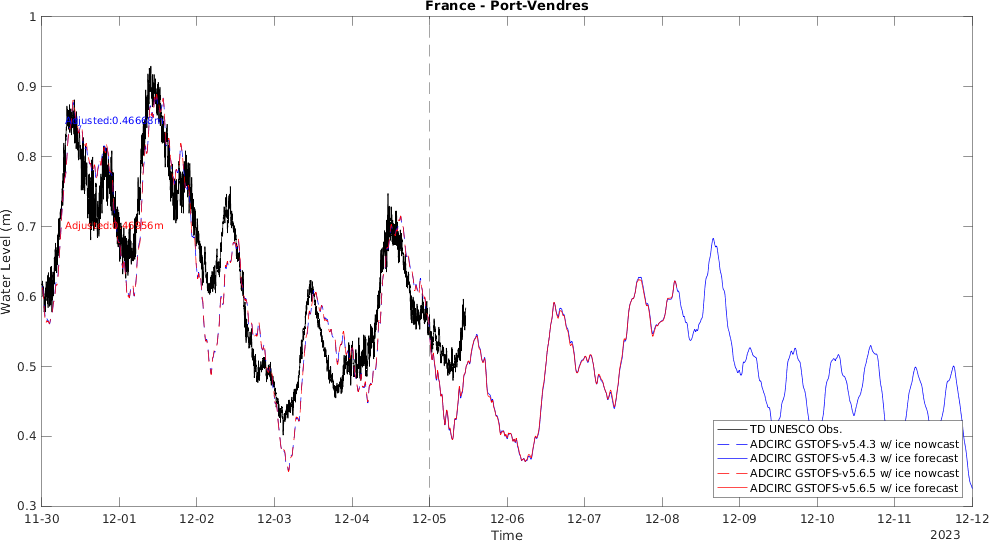 France - Port-Vendres
Water Level (m)
1
0.9
0.8
0.7
0.6
0.5
0.4
0.3
Adjusted:0.46668m
11-30
12-01
12-02
12-03
12-04
12-05
12-06
12-07
12-08
12-09
12-10
12-11
12-12
Time
2023
TD UNESCO Obs.
ADCIRC GSTOFS-v5.4.3 w/ ice nowcast
ADCIRC GSTOFS-v5.4.3 w/ ice forecast
ADCIRC GSTOFS-v5.6.5 w/ ice nowcast
ADCIRC GSTOFS-v5.6.5 w/ ice forecast